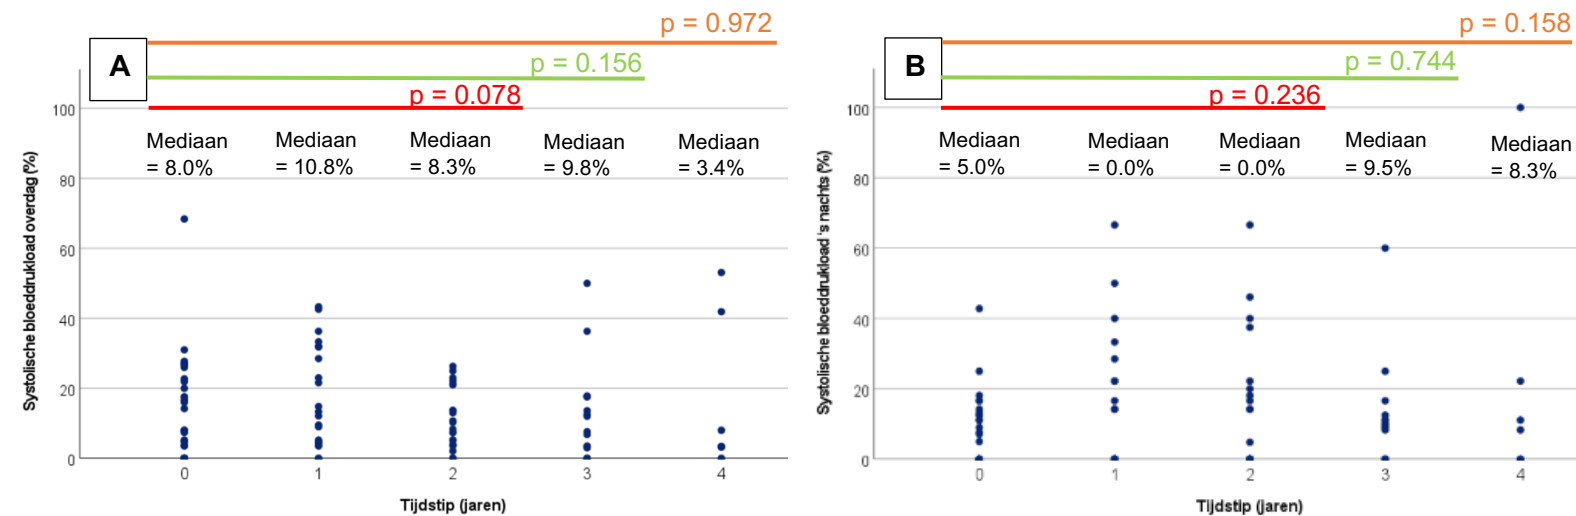 A
p = 0.972
p = 0.156
p = 0.078
Mediaan
= 8.0%
Mediaan
= 10.8%
Mediaan
= 8.3%
Mediaan
= 9.8%
Mediaan
= 3.4%
Systolische bloeddrukload overdag (%)
100
80
60
40
20
0
0 1 2 3 4
Tijdstip (jaren)
B
p = 0.158
p = 0.744
p = 0.236
Mediaan
= 5.0%
Mediaan
= 0.0%
Mediaan
= 0.0%
Mediaan
= 9.5%
Mediaan
= 8.3%
Systolische bloeddrukload 's nachts (%)
100
80
60
40
20
0
0 1 2 3 4
Tijdstip (jaren)